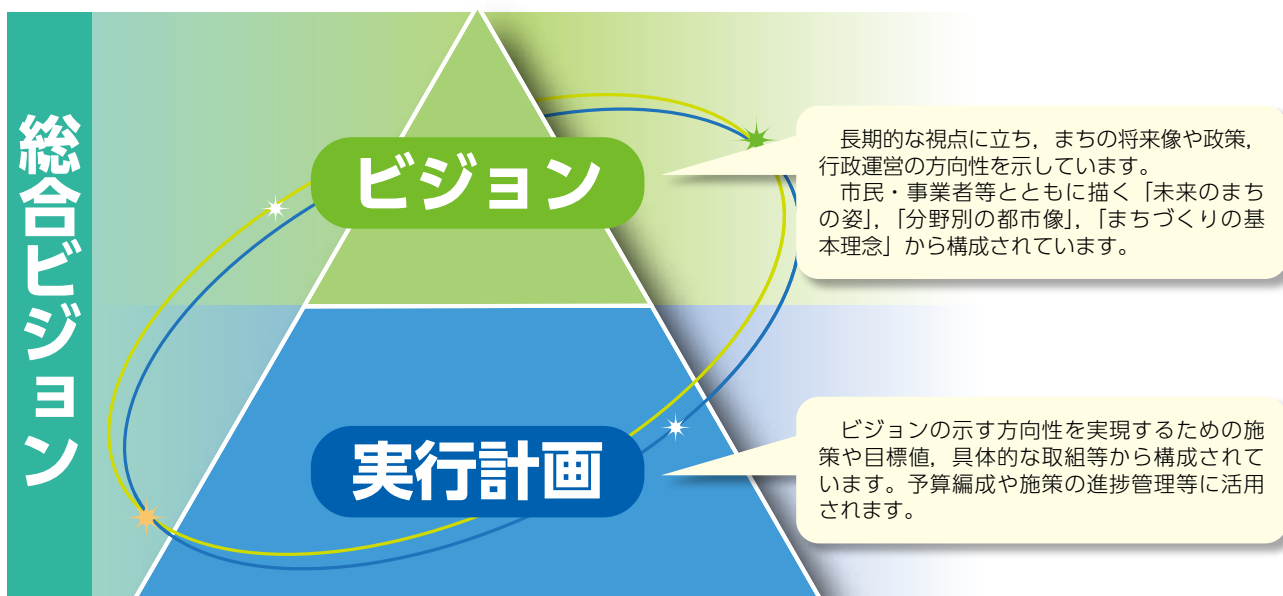 総合ビジョン
ビジョン
長期的な視点に立ち，まちの将来像や政策，
行政運営の方向性を示しています。
市民・事業者等とともに描く「未来のまち
の姿」，「分野別の都市像」，「まちづくりの基
本理念」から構成されています。
実行計画
ビジョンの示す方向性を実現するための施
策や目標値，具体的な取組等から構成されて
います。予算編成や施策の進捗管理等に活用
されます。